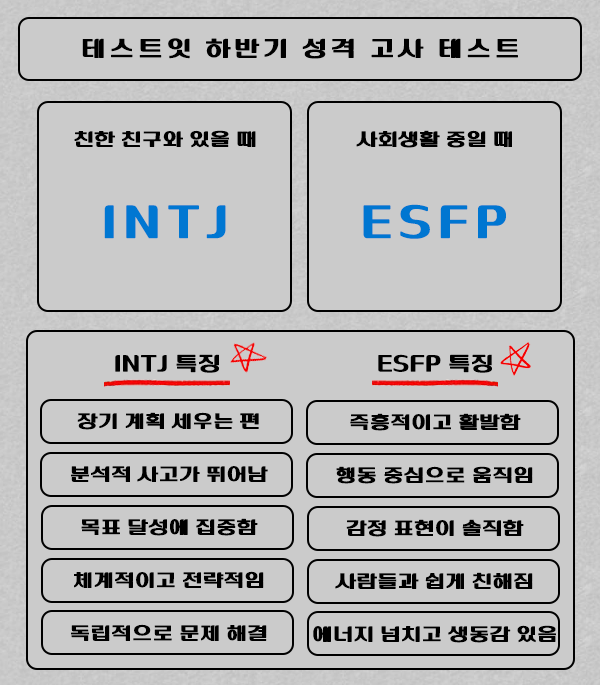 테스트잇 하반기 성격 고사 테스트
친한 친구와 있을 때
INTJ
사회생활 중일 때
ESFP
INTJ 특징
장기 계획 세우는 편
분석적 사고가 뛰어남
목표 달성에 집중함
체계적이고 전략적임
독립적으로 문제 해결
ESFP 특징
즉흥적이고 활발함
행동 중심으로 움직임
감정 표현이 솔직함
사람들과 쉽게 친해짐
에너지 넘치고 생동감 있음